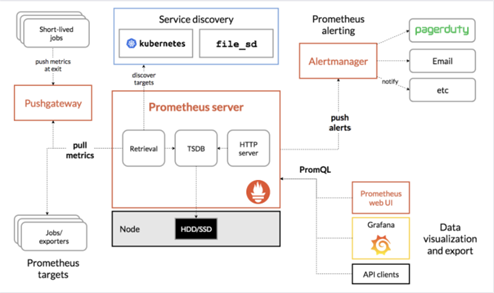 Short-lived
jobs
push metrics
at exit
Pushgateway
Service discovery
kubernetes
file_sd
discover
targets
Prometheus
alerting
Alertmanager
pagerduty
Email
notify
etc
Prometheus server
pull
metrics
Retrieval
TSDB
HTTP
server
push
alerts
PromQL
Node
HDD/SSD
Jobs/
exporters
Prometheus
targets
Prometheus
web UI
Grafana
API clients
Data
visualization
and export